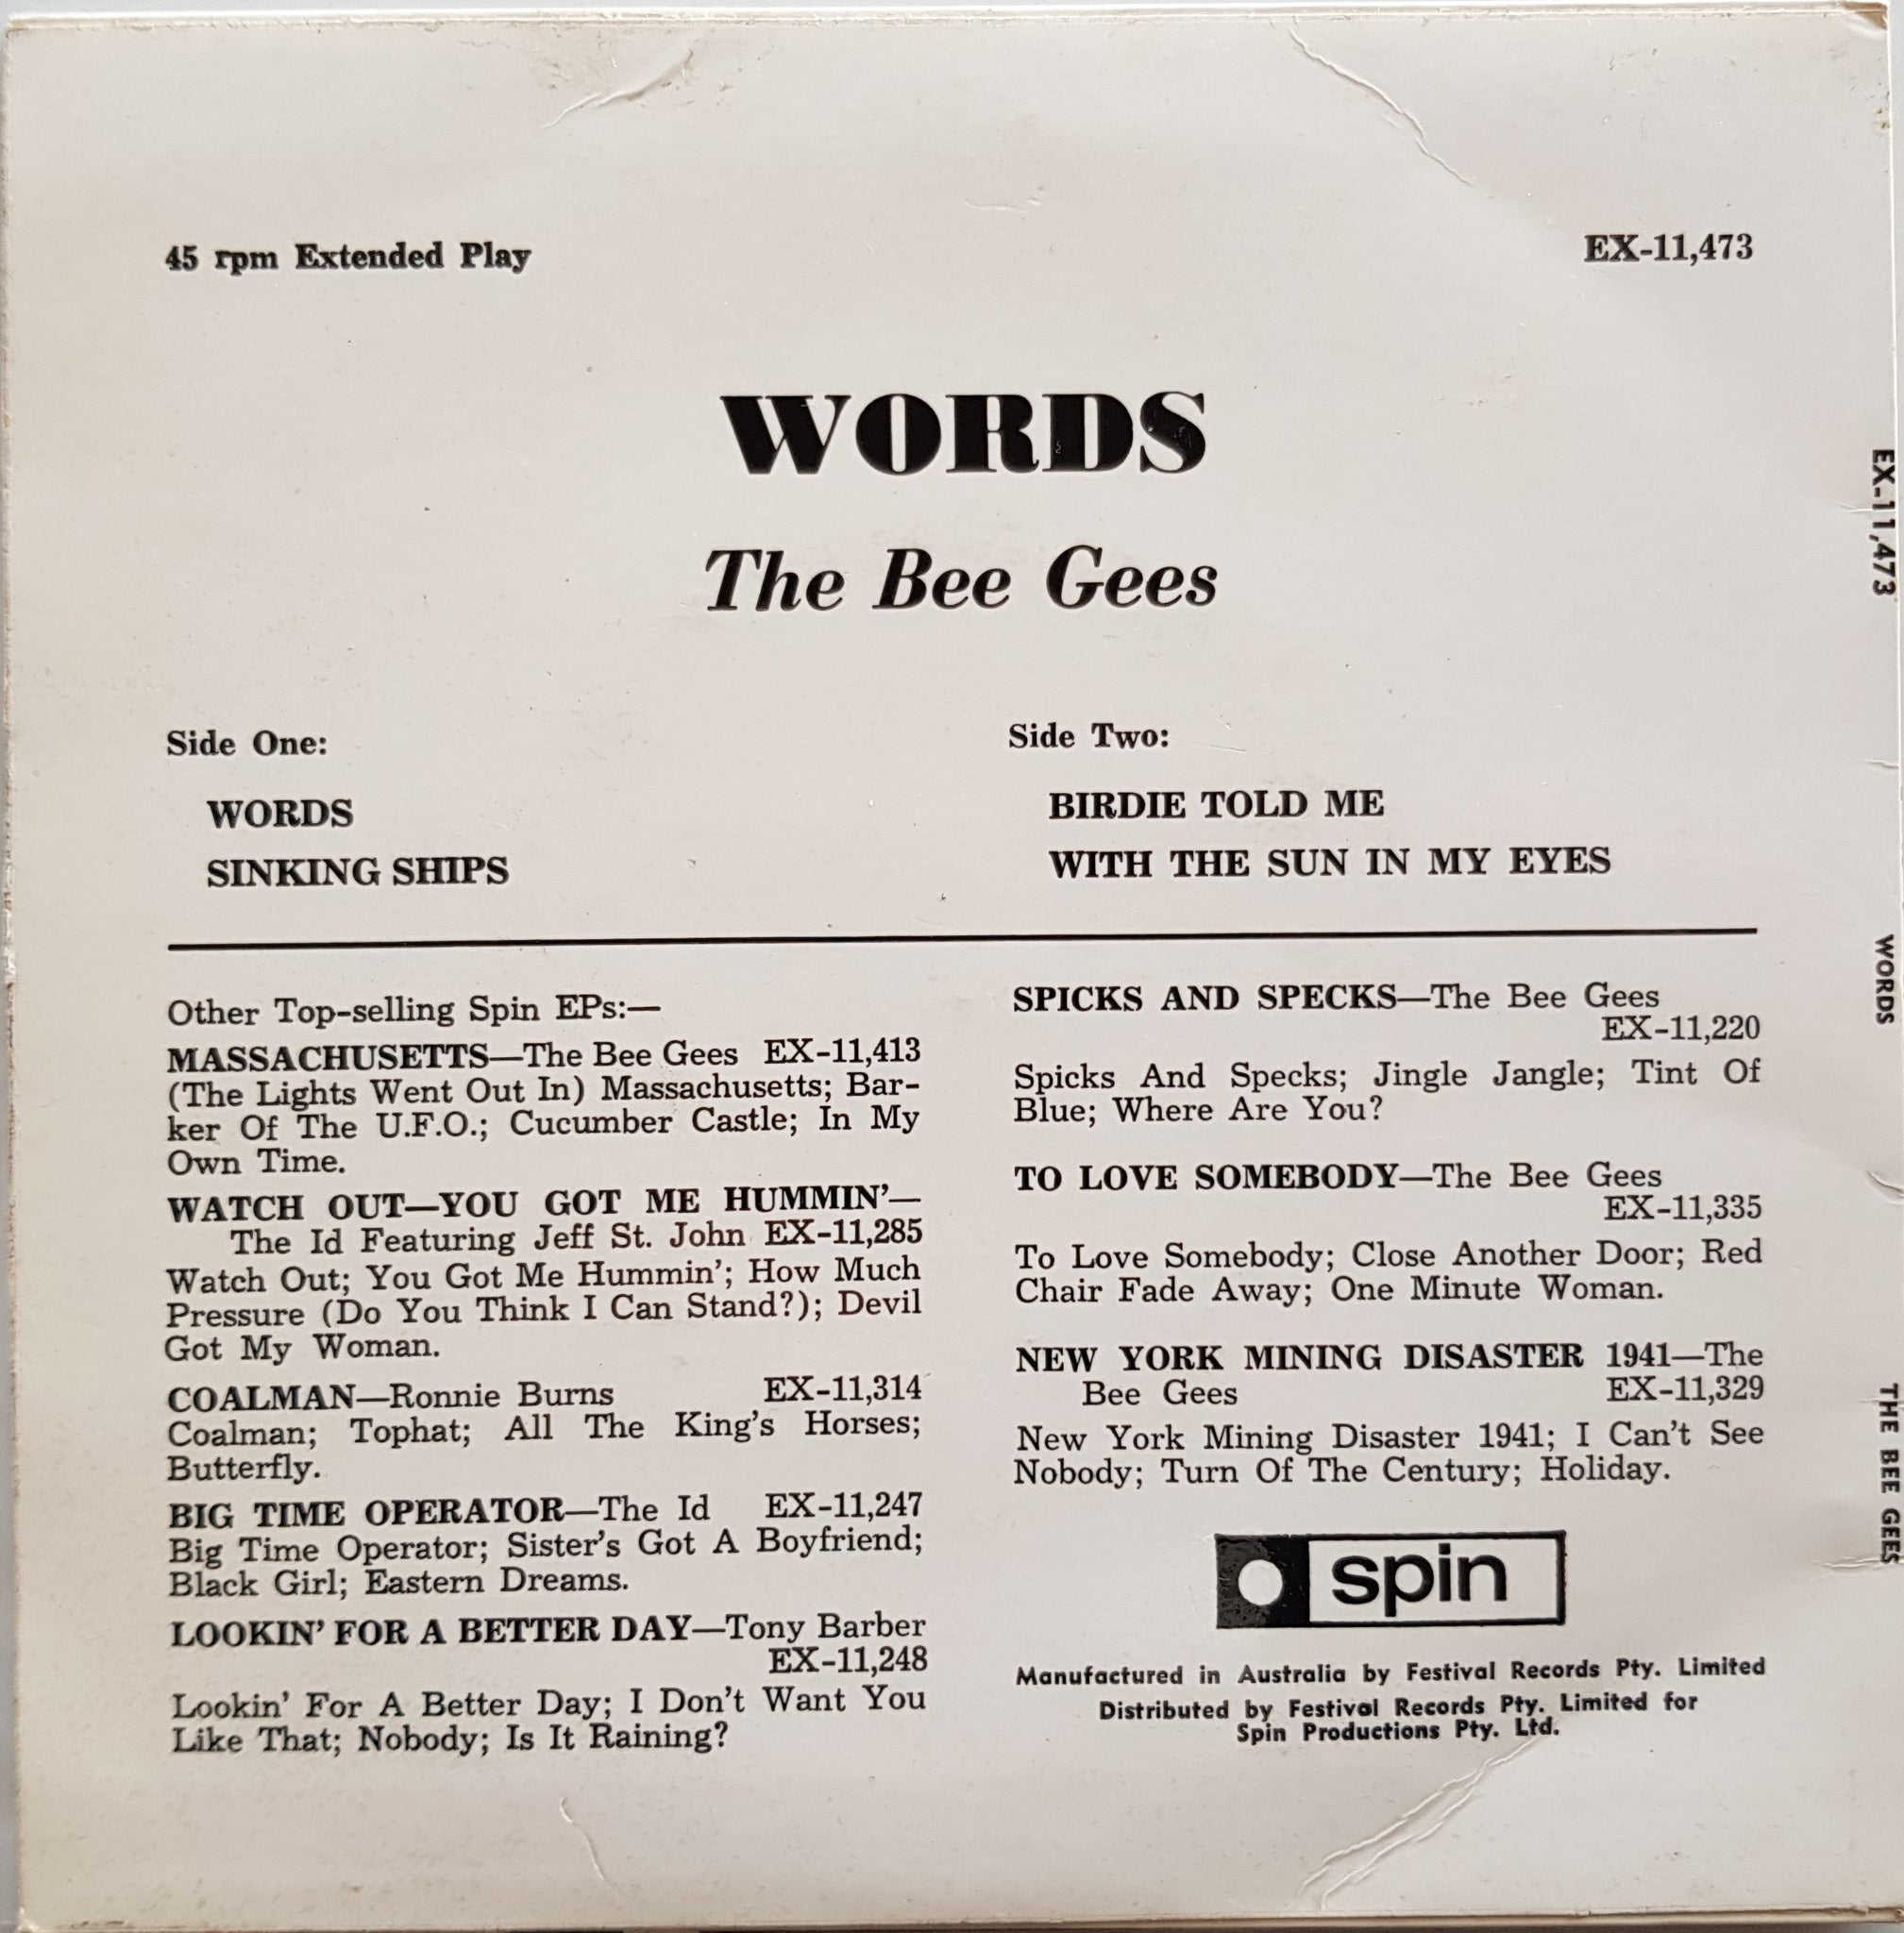 45 rpm Extended Play
EX-11,473
WORDS
The Bee Gees
Side One:
WORDS
SINKING SHIPS
Side Two:
BIRDIE TOLD ME
WITH THE SUN IN MY EYES
Other Top-selling Spin EPs:—
MASSACHUSETTS—The Bee Gees EX-11,413
(The Lights Went Out In) Massachusetts; Bar-
ker Of The U.F.O.; Cucumber Castle; In My
Own Time.
WATCH OUT—YOU GOT ME HUMMIN'—
The Id Featuring Jeff St. John EX-11,285
Watch Out; You Got Me Hummin'; How Much
Pressure (Do You Think I Can Stand?); Devil
Got My Woman.
COALMAN—Ronnie Burns EX-11,314
Coalman; Tophat; All The King's Horses;
Butterfly.
BIG TIME OPERATOR—The Id EX-11,247
Big Time Operator; Sister's Got A Boyfriend;
Black Girl; Eastern Dreams.
LOOKIN' FOR A BETTER DAY—Tony Barber
EX-11,248
Lookin' For A Better Day; I Don't Want You
Like That; Nobody; Is It Raining?
SPICKS AND SPECKS—The Bee Gees
EX-11,220
Spicks And Specks; Jingle Jangle; Tint Of
Blue; Where Are You?
TO LOVE SOMEBODY—The Bee Gees
EX-11,335
To Love Somebody; Close Another Door; Red
Chair Fade Away; One Minute Woman.
NEW YORK MINING DISASTER 1941—The
Bee Gees EX-11,329
New York Mining Disaster 1941; I Can't See
Nobody; Turn Of The Century; Holiday.
spin
Manufactured in Australia by Festival Records Pty. Limited
Distributed by Festival Records Pty. Limited for
Spin Productions Pty. Ltd.
EX-11,473 WORDS THE BEE GEES